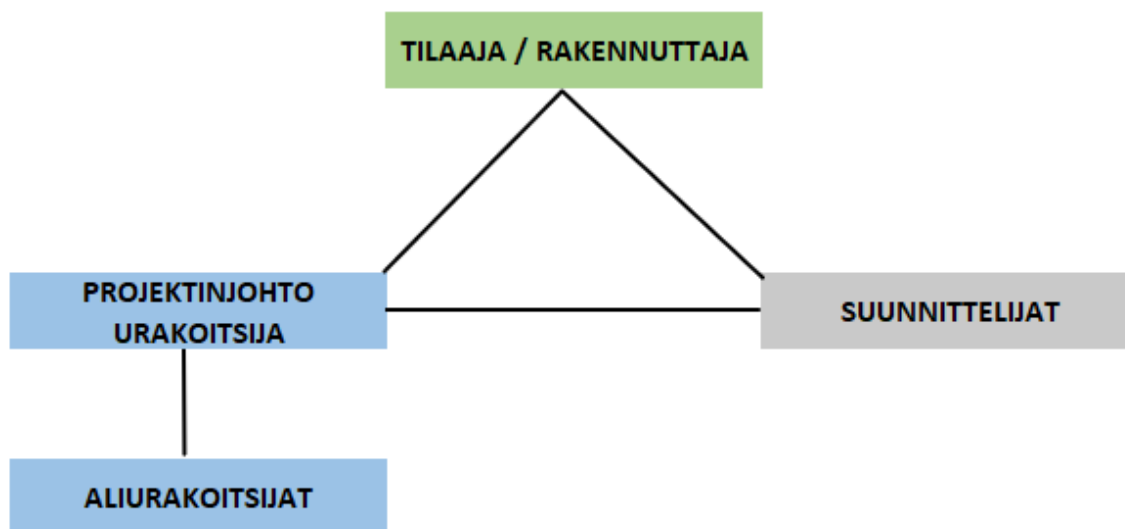 TILAAJA / RAKENNUTTAJA
PROJEKTINJOHTO
URAKOITSIJA
SUUNNITTELIJAT
ALIURAKOITSIJAT